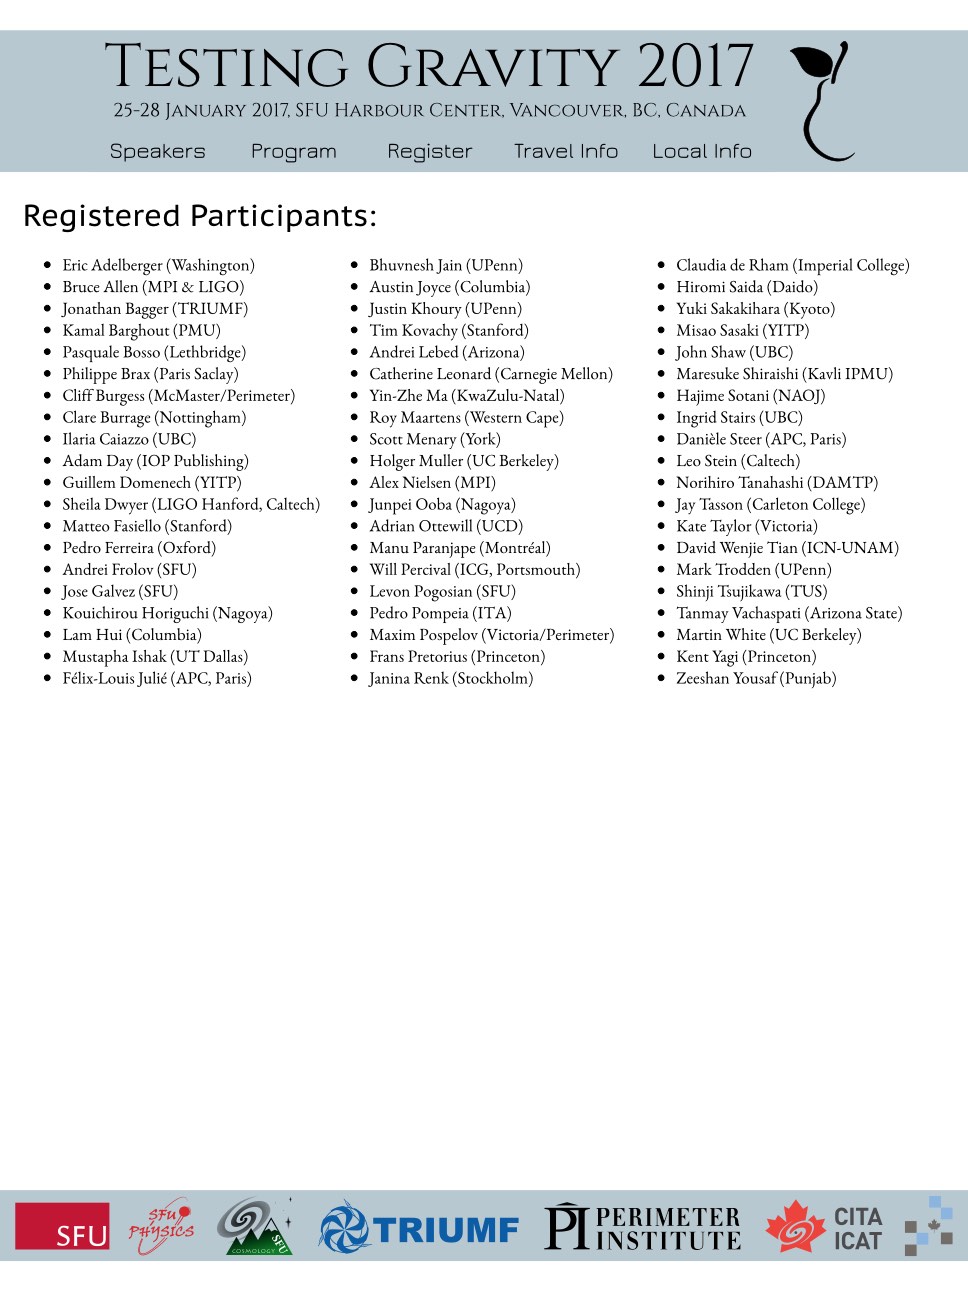 Testing Gravity 2017
25-28 January 2017, SFU Harbour Center, Vancouver, BC, Canada
Speakers Program Register Travel Info Local Info
Registered Participants:
Eric Adelberger (Washington)
Bruce Allen (MPI & LIGO)
Jonathan Bagger (TRIUMF)
Kamal Barghout (PMU)
Pasquale Bosso (Lethbridge)
Philippe Brax (Paris Saclay)
Cliff Burgess (McMaster/Perimeter)
Clare Burrage (Nottingham)
Ilaria Caiazzo (UBC)
Adam Day (IOP Publishing)
Guillem Domenech (YITP)
Sheila Dwyer (LIGO Hanford, Caltech)
Matteo Fasiello (Stanford)
Pedro Ferreira (Oxford)
Andrei Frolov (SFU)
Jose Galvez (SFU)
Kouichirou Horiguchi (Nagoya)
Lam Hui (Columbia)
Mustapha Ishak (UT Dallas)
Félix-Louis Julié (APC, Paris)
Bhuvnesh Jain (UPenn)
Austin Joyce (Columbia)
Justin Khoury (UPenn)
Tim Kovachy (Stanford)
Andrei Lebed (Arizona)
Catherine Leonard (Carnegie Mellon)
Yin-Zhe Ma (KwaZulu-Natal)
Roy Maartens (Western Cape)
Scott Menary (York)
Holger Muller (UC Berkeley)
Alex Nielsen (MPI)
Junpei Ooba (Nagoya)
Adrian Ottewill (UCD)
Manu Paranjape (Montréal)
Will Percival (ICG, Portsmouth)
Levon Pogosian (SFU)
Pedro Pompeia (ITA)
Maxim Pospelov (Victoria/Perimeter)
Frans Pretorius (Princeton)
Janina Renk (Stockholm)
Claudia de Rham (Imperial College)
Hiromi Saida (Daido)
Yuki Sakakihara (Kyoto)
Misao Sasaki (YITP)
John Shaw (UBC)
Maresuke Shiraishi (Kavli IPMU)
Hajime Sotani (NAOJ)
Ingrid Stairs (UBC)
Danièle Steer (APC, Paris)
Leo Stein (Caltech)
Norihiro Tanahashi (DAMTP)
Jay Tasson (Carleton College)
Kate Taylor (Victoria)
David Wenjie Tian (ICN-UNAM)
Mark Trodden (UPenn)
Shinji Tsujikawa (TUS)
Tanmay Vachaspati (Arizona State)
Martin White (UC Berkeley)
Kent Yagi (Princeton)
Zeeshan Yousaf (Punjab)
SFU
SFU
PHYSICS
COSMOLOGY
SFU
TRIUMF
PI PERIMETER
INSTITUTE
CITA
ICAT